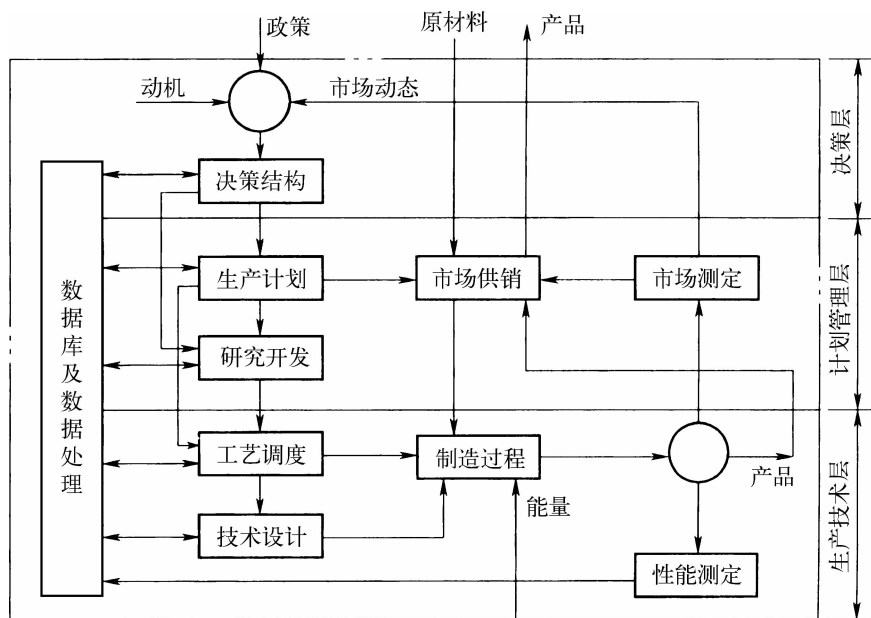 政策
原材料
产品
动机
市场动态
决策层
决策结构
生产计划
市场供销
市场测定
计划管理层
数据库及数据处理
研究开发
工艺调度
制造过程
产品
能量
生产技术层
技术设计
性能测定